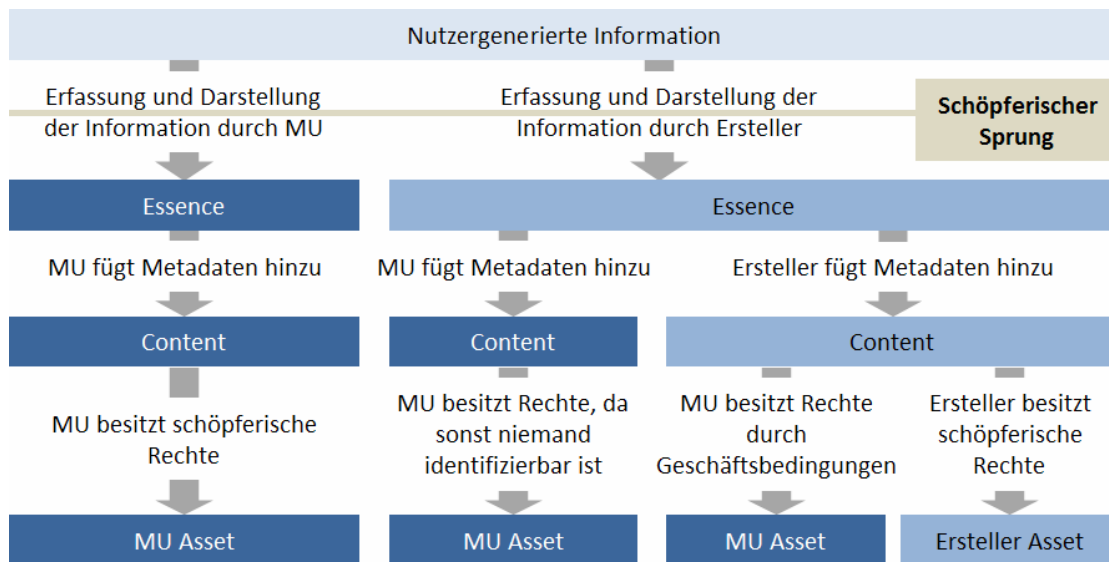 Nutzergenerierte Information
Erfassung und Darstellung
der Information durch MU
Erfassung und Darstellung der
Information durch Ersteller
Schöpferischer
Sprung
Essence
Essence
MU fügt Metadaten hinzu
MU fügt Metadaten hinzu
Ersteller fügt Metadaten hinzu
Content
Content
Content
MU besitzt schöpferische
Rechte
MU besitzt Rechte, da
sonst niemand
identifizierbar ist
MU besitzt Rechte
durch
Geschäftsbedingungen
Ersteller besitzt
schöpferische
Rechte
MU Asset
MU Asset
MU Asset
Ersteller Asset